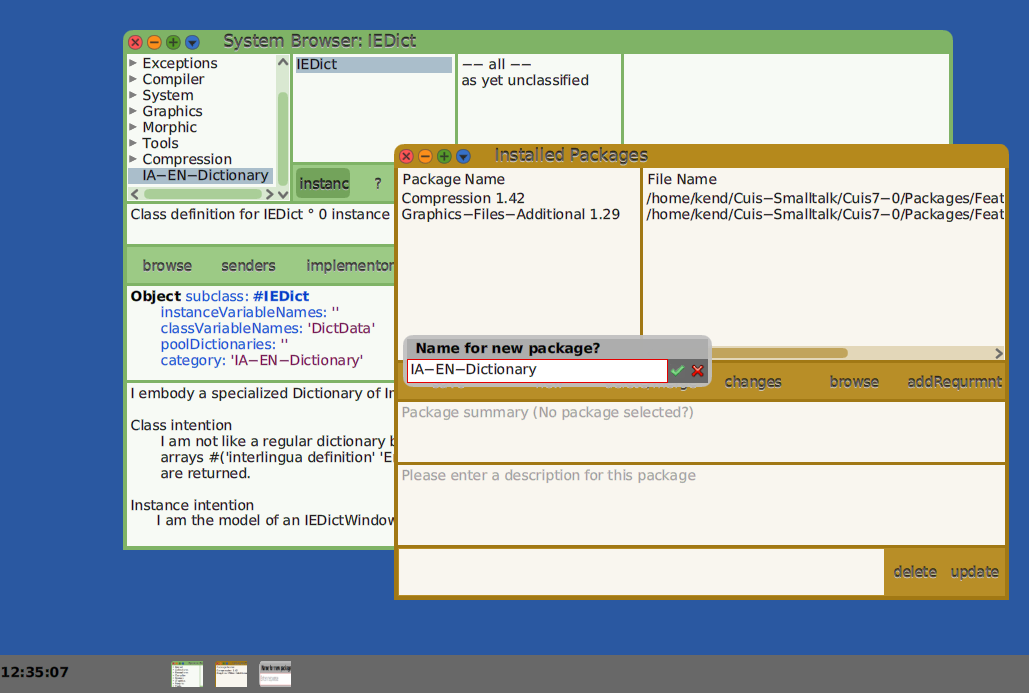 System Browser: IEDict
Exceptions
Compiler
System
Graphics
Morphic
Tools
Compression
IA−EN−Dictionary
IEDict
−− all −−
as yet unclassified
instanc
?
Class definition for IEDict ° 0 instance
browse senders implementor
Object subclass: #IEDict
instanceVariableNames: ''
classVariableNames: 'DictData'
poolDictionaries: ''
category: 'IA−EN−Dictionary'
I embody a specialized Dictionary of In
Class intention
I am not like a regular dictionary b
arrays #('interlingua definition' 'E
are returned.
Instance intention
I am the model of an IEDictWindow
Installed Packages
Package Name
Compression 1.42
Graphics−Files−Additional 1.29
File Name
/home/kend/Cuis−Smalltalk/Cuis7−0/Packages/Feat
/home/kend/Cuis−Smalltalk/Cuis7−0/Packages/Feat
Name for new package?
IA−EN−Dictionary
changes browse addRequrmnt
Package summary (No package selected?)
Please enter a description for this package
delete update
12:35:07